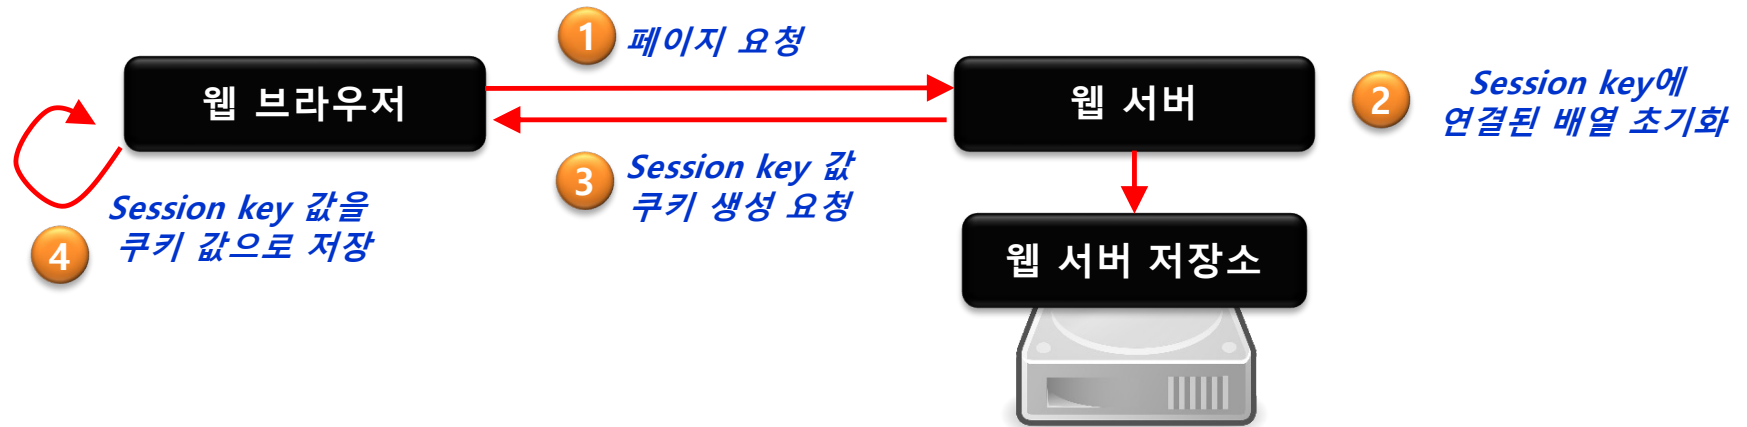 1 페이지 요청
웹 브라우저
웹 서버
2 Session key에
연결된 배열 초기화
3 Session key 값
쿠키 생성 요청
4 Session key 값을
쿠키 값으로 저장
웹 서버 저장소